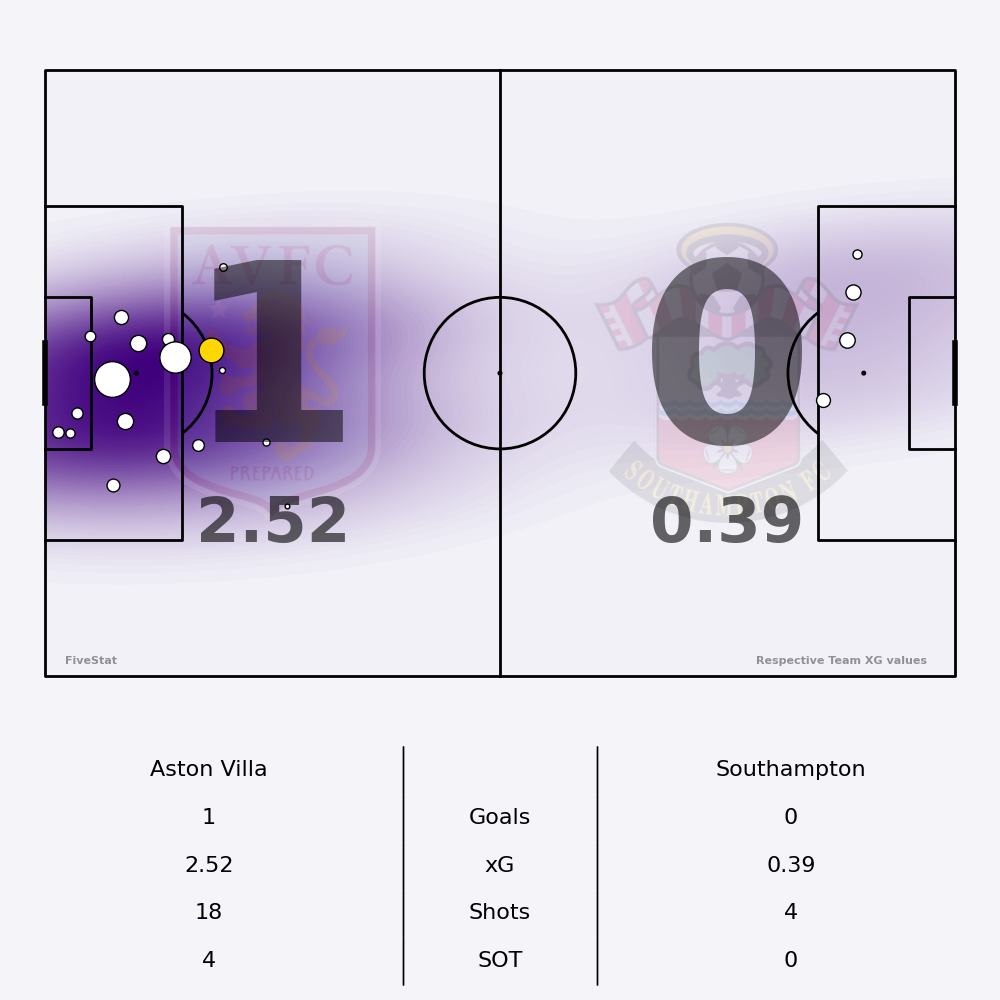 AVFC
1
0
PREPARED
SOUTHAMPTON FC
2.52
0.39
FiveStat
Respective Team XG values
Aston Villa
Southampton
1
Goals
0
2.52
xG
0.39
18
Shots
4
4
SOT
0